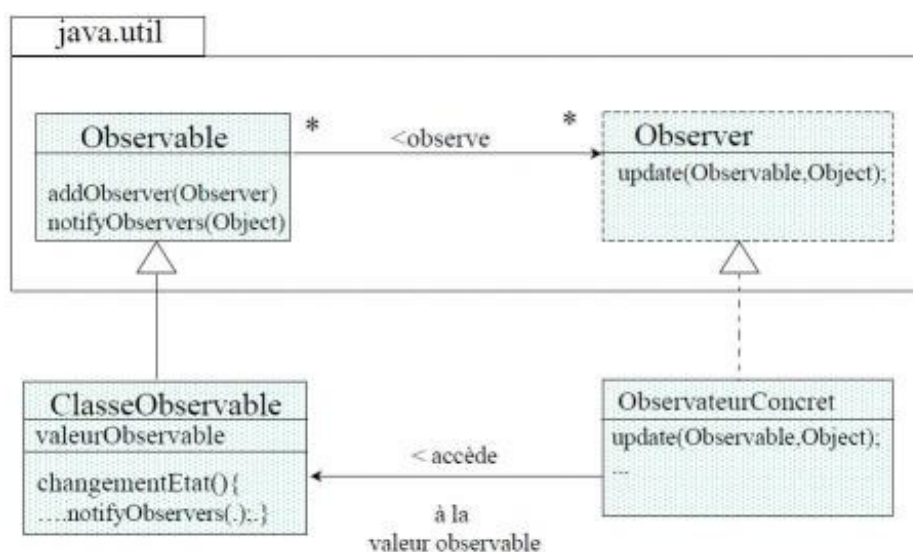 java.util
Observable
addObserver(Observer)
notifyObservers(Object)
*
<observe
*
Observer
update(Observable,Object);
ClasseObservable
valeurObservable
changementEtat(){
....notifyObservers(.);.}
< accède
à la
valeur observable
ObservateurConcret
update(Observable,Object);
...